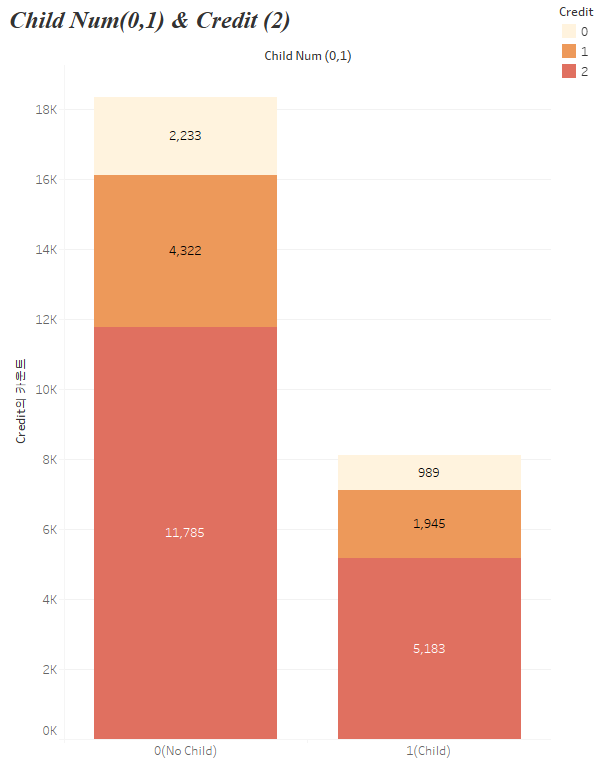 Child Num(0,1) & Credit (2)
Credit
0
1
2
Child Num (0,1)
18K
16K
14K
12K
10K
8K
6K
4K
2K
0K
Credit의 카운트
2,233
4,322
11,785
989
1,945
5,183
0(No Child)
1(Child)